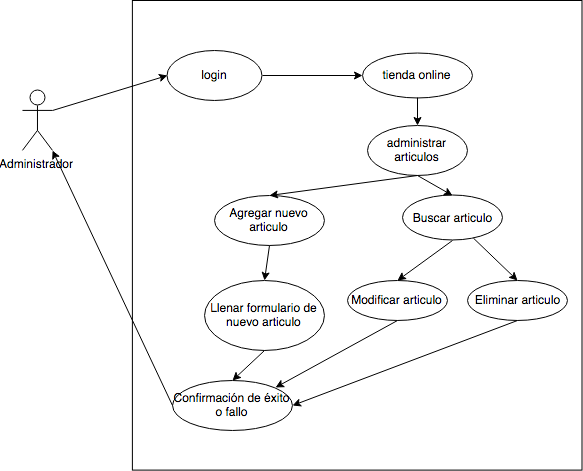 login
tienda online
Administrador
administrar
articulos
Agregar nuevo
articulo
Buscar articulo
Llenar formulario de
nuevo articulo
Modificar articulo
Eliminar articulo
Confirmación de éxito
o fallo